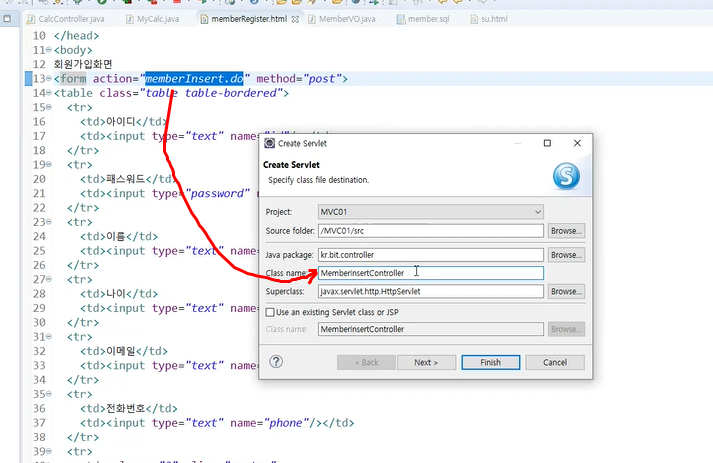 CalcController.java MyCalc.java memberRegister.html MemberVO.java member.sql su.html
10 </head>
11 <body>
12 회원가입화면
13 <form action="memberInsert.do" method="post">
14 <table class="table table-bordered">
15 <tr>
16 <td>아이디</td>
17 <td><input type="text" name="id"/></td>
18 </tr>
19 <tr>
20 <td>패스워드</td>
21 <td><input type="password"
22 </tr>
23 <tr>
24 <td>이름</td>
25 <td><input type="text" name=
26 </tr>
27 <tr>
28 <td>나이</td>
29 <td><input type="text" name=
30 </tr>
31 <tr>
32 <td>이메일</td>
33 <td><input type="text" name=
34 </tr>
35 <tr>
36 <td>전화번호</td>
37 <td><input type="text" name="phone"/></td>
38 </tr>
39 <tr>
Create Servlet
Create Servlet
Specify class file destination.
S
Project: MVC01
Source folder: /MVC01/src Browse...
Java package: kr.bit.controller Browse...
Class name: MemberInsertController
Superclass: javax.servlet.http.HttpServlet Browse...
Use an existing Servlet class or JSP
Class name: MemberInsertController Browse...
? < Back Next > Finish Cancel